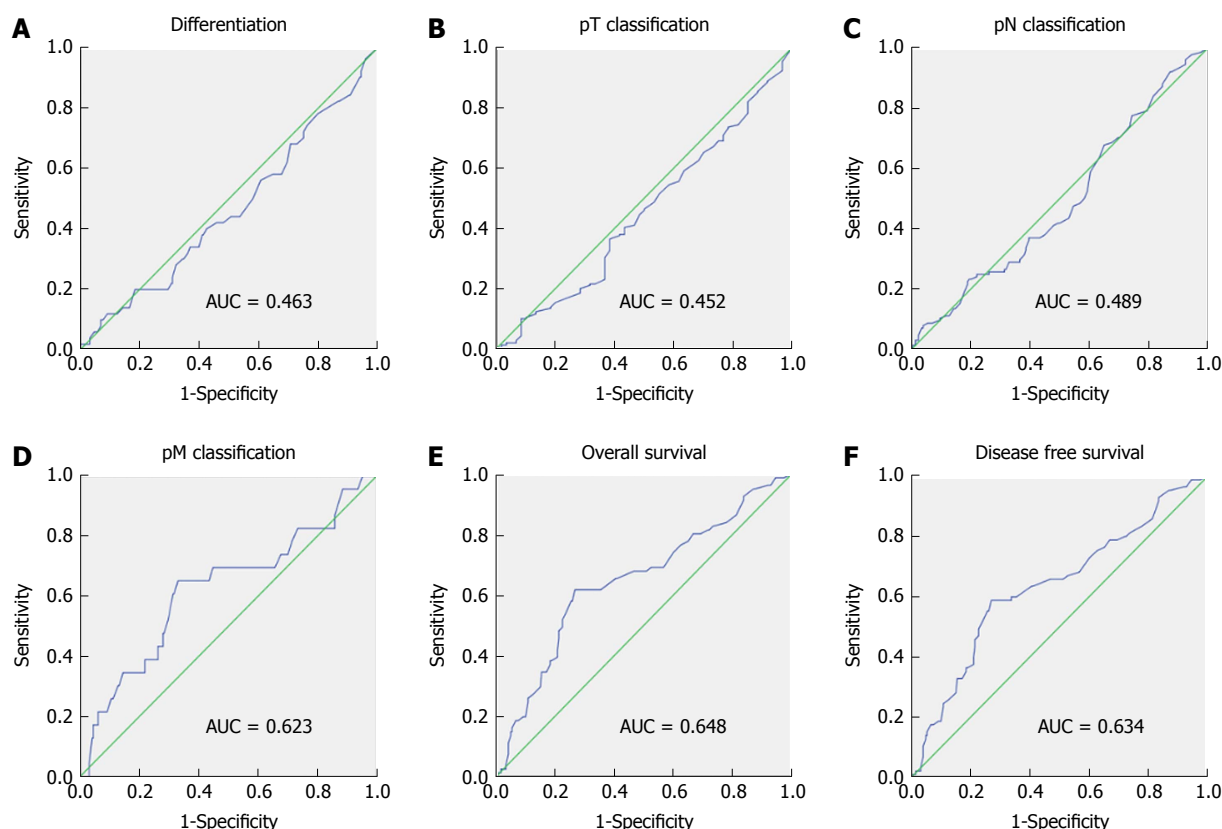 A
Differentiation
1.0
0.8
0.6
0.4
0.2
0.0
Sensitivity
AUC = 0.463
0.0 0.2 0.4 0.6 0.8 1.0
1-Specificity
B
pT classification
1.0
0.8
0.6
0.4
0.2
0.0
Sensitivity
AUC = 0.452
0.0 0.2 0.4 0.6 0.8 1.0
1-Specificity
C
pN classification
1.0
0.8
0.6
0.4
0.2
0.0
Sensitivity
AUC = 0.489
0.0 0.2 0.4 0.6 0.8 1.0
1-Specificity
D
pM classification
1.0
0.8
0.6
0.4
0.2
0.0
Sensitivity
AUC = 0.623
0.0 0.2 0.4 0.6 0.8 1.0
1-Specificity
E
Overall survival
1.0
0.8
0.6
0.4
0.2
0.0
Sensitivity
AUC = 0.648
0.0 0.2 0.4 0.6 0.8 1.0
1-Specificity
F
Disease free survival
1.0
0.8
0.6
0.4
0.2
0.0
Sensitivity
AUC = 0.634
0.0 0.2 0.4 0.6 0.8 1.0
1-Specificity